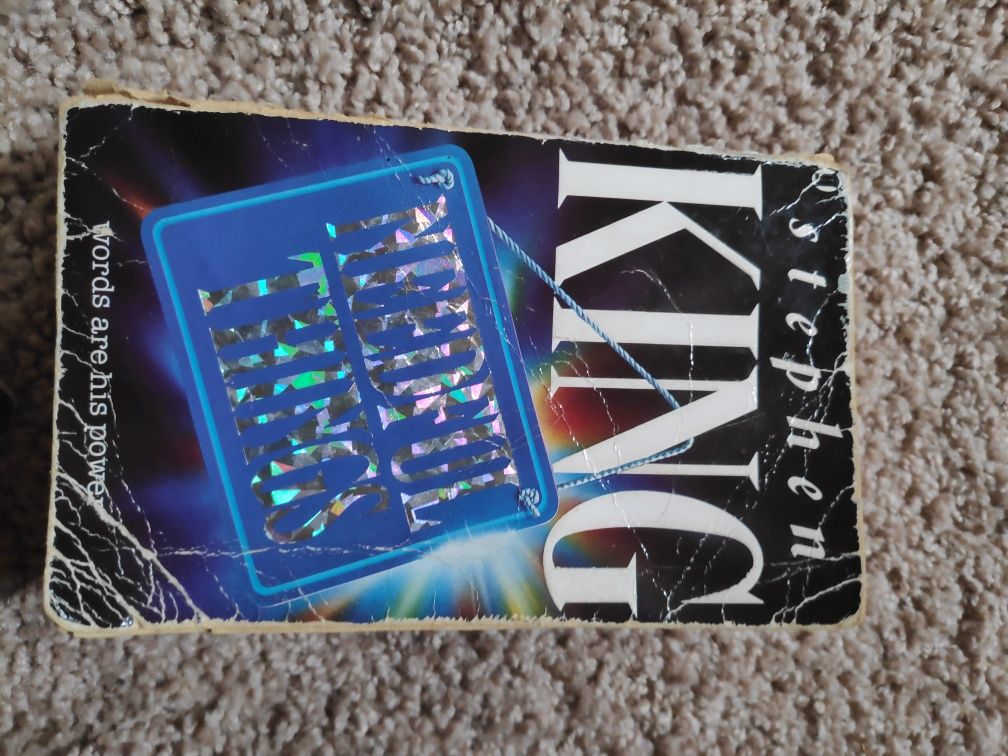 stephen
KING
NEEDFUL
THINGS
Words are his power